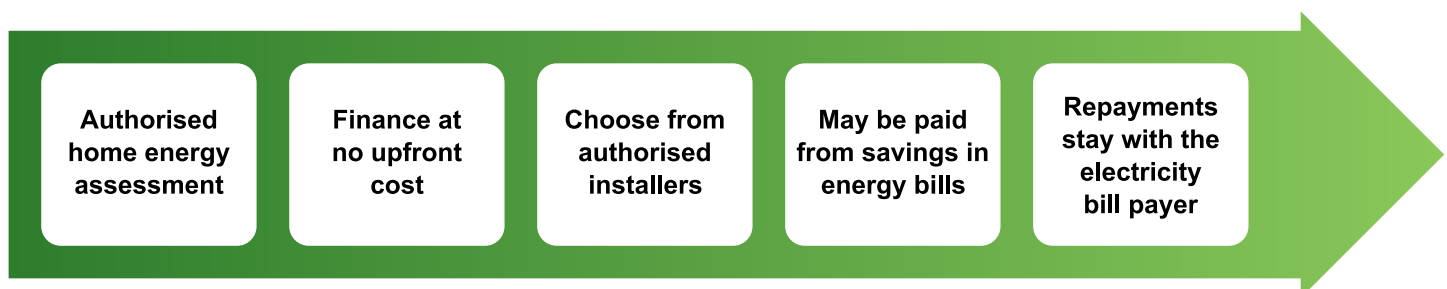 Authorised
home energy
assessment
Finance at
no upfront
cost
Choose from
authorised
installers
May be paid
from savings in
energy bills
Repayments
stay with the
electricity
bill payer